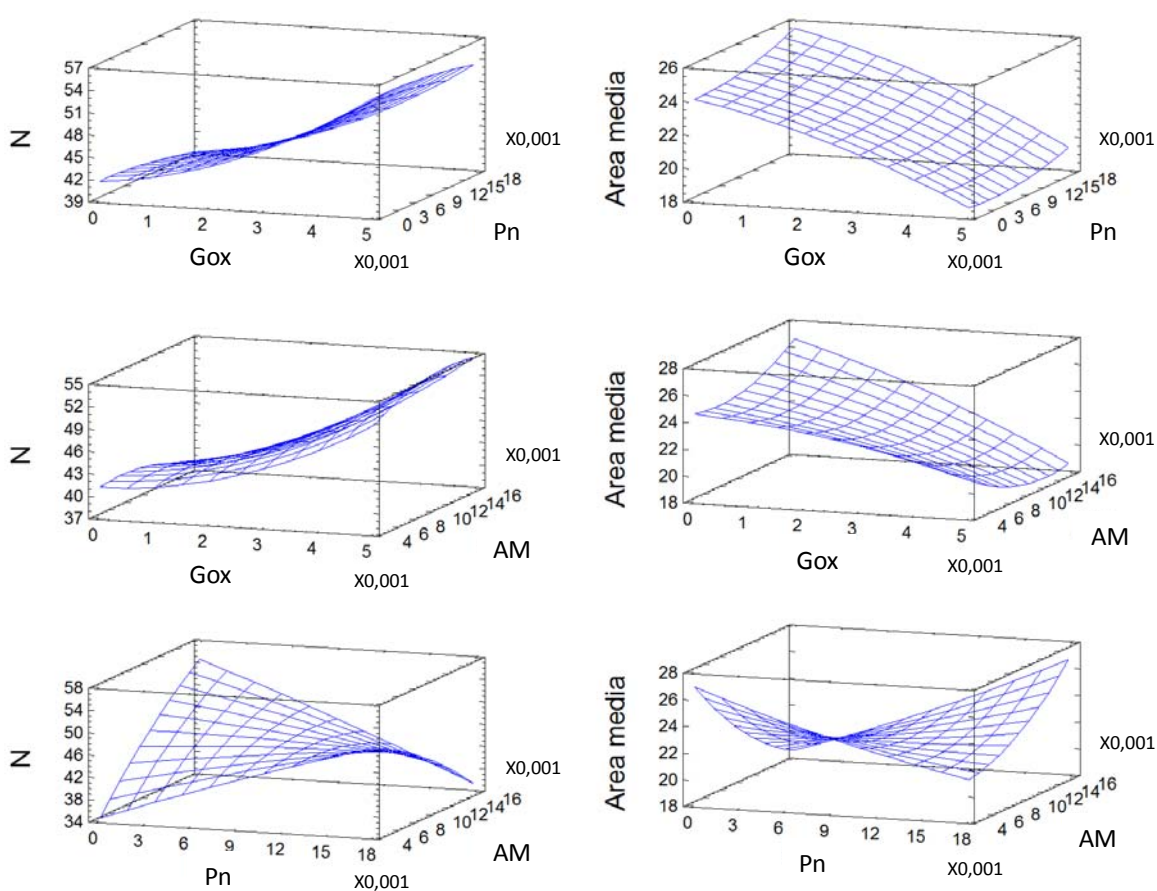 57
54
51
48
45
42
39
N
0 1 2 3 4 5
Gox
X0,001
0 3 6 9 12 15 18
Pn
X0,001
26
24
22
20
18
Area media
0 1 2 3 4 5
Gox
X0,001
0 3 6 9 12 15 18
Pn
X0,001
55
52
49
46
43
40
37
N
0 1 2 3 4 5
Gox
X0,001
4 6 8 10 12 14 16
AM
X0,001
28
26
24
22
20
18
Area media
0 1 2 3 4 5
Gox
X0,001
4 6 8 10 12 14 16
AM
X0,001
58
54
50
46
42
38
34
N
0 3 6 9 12 15 18
Pn
X0,001
4 6 8 10 12 14 16
AM
X0,001
28
26
24
22
20
18
Area media
0 3 6 9 12 15 18
Pn
X0,001
4 6 8 10 12 14 16
AM
X0,001